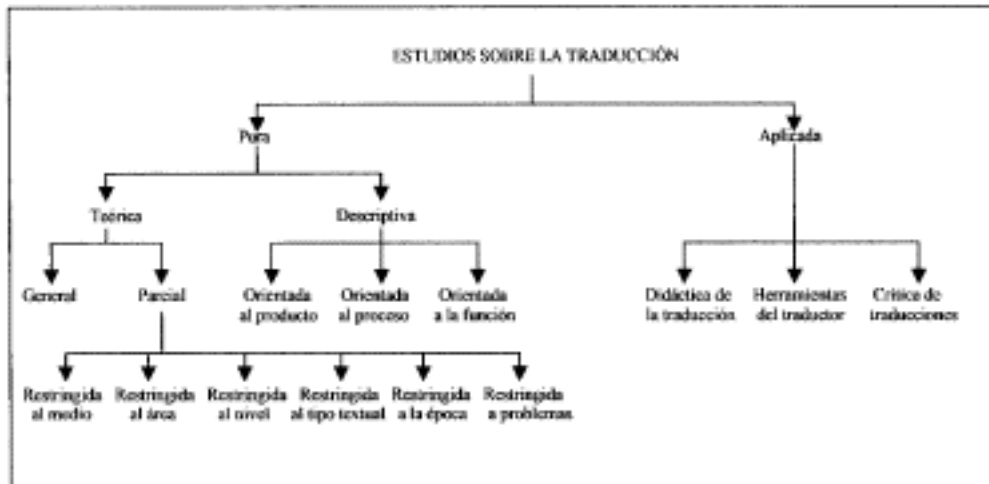 ESTUDIOS SOBRE LA TRADUCCIÓN
Pura
Aplicada
Teórica
Descriptiva
General
Parcial
Orientada
al producto
Orientada
al proceso
Orientada
a la función
Didáctica de
la traducción
Herramientas
del traductor
Crítica de
traducciones
Restringida
al medio
Restringida
al área
Restringida
al nivel
Restringida
al tipo textual
Restringida
a la época
Restringida
a problemas